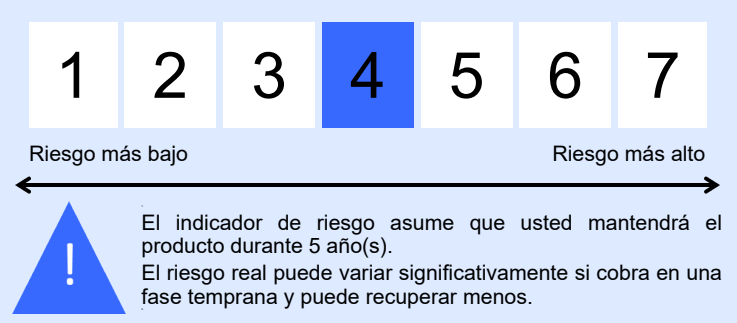 1 2 3 4 5 6 7
Riesgo más bajo Riesgo más alto
!
El indicador de riesgo asume que usted mantendrá el
producto durante 5 año(s).
El riesgo real puede variar significativamente si cobra en una
fase temprana y puede recuperar menos.